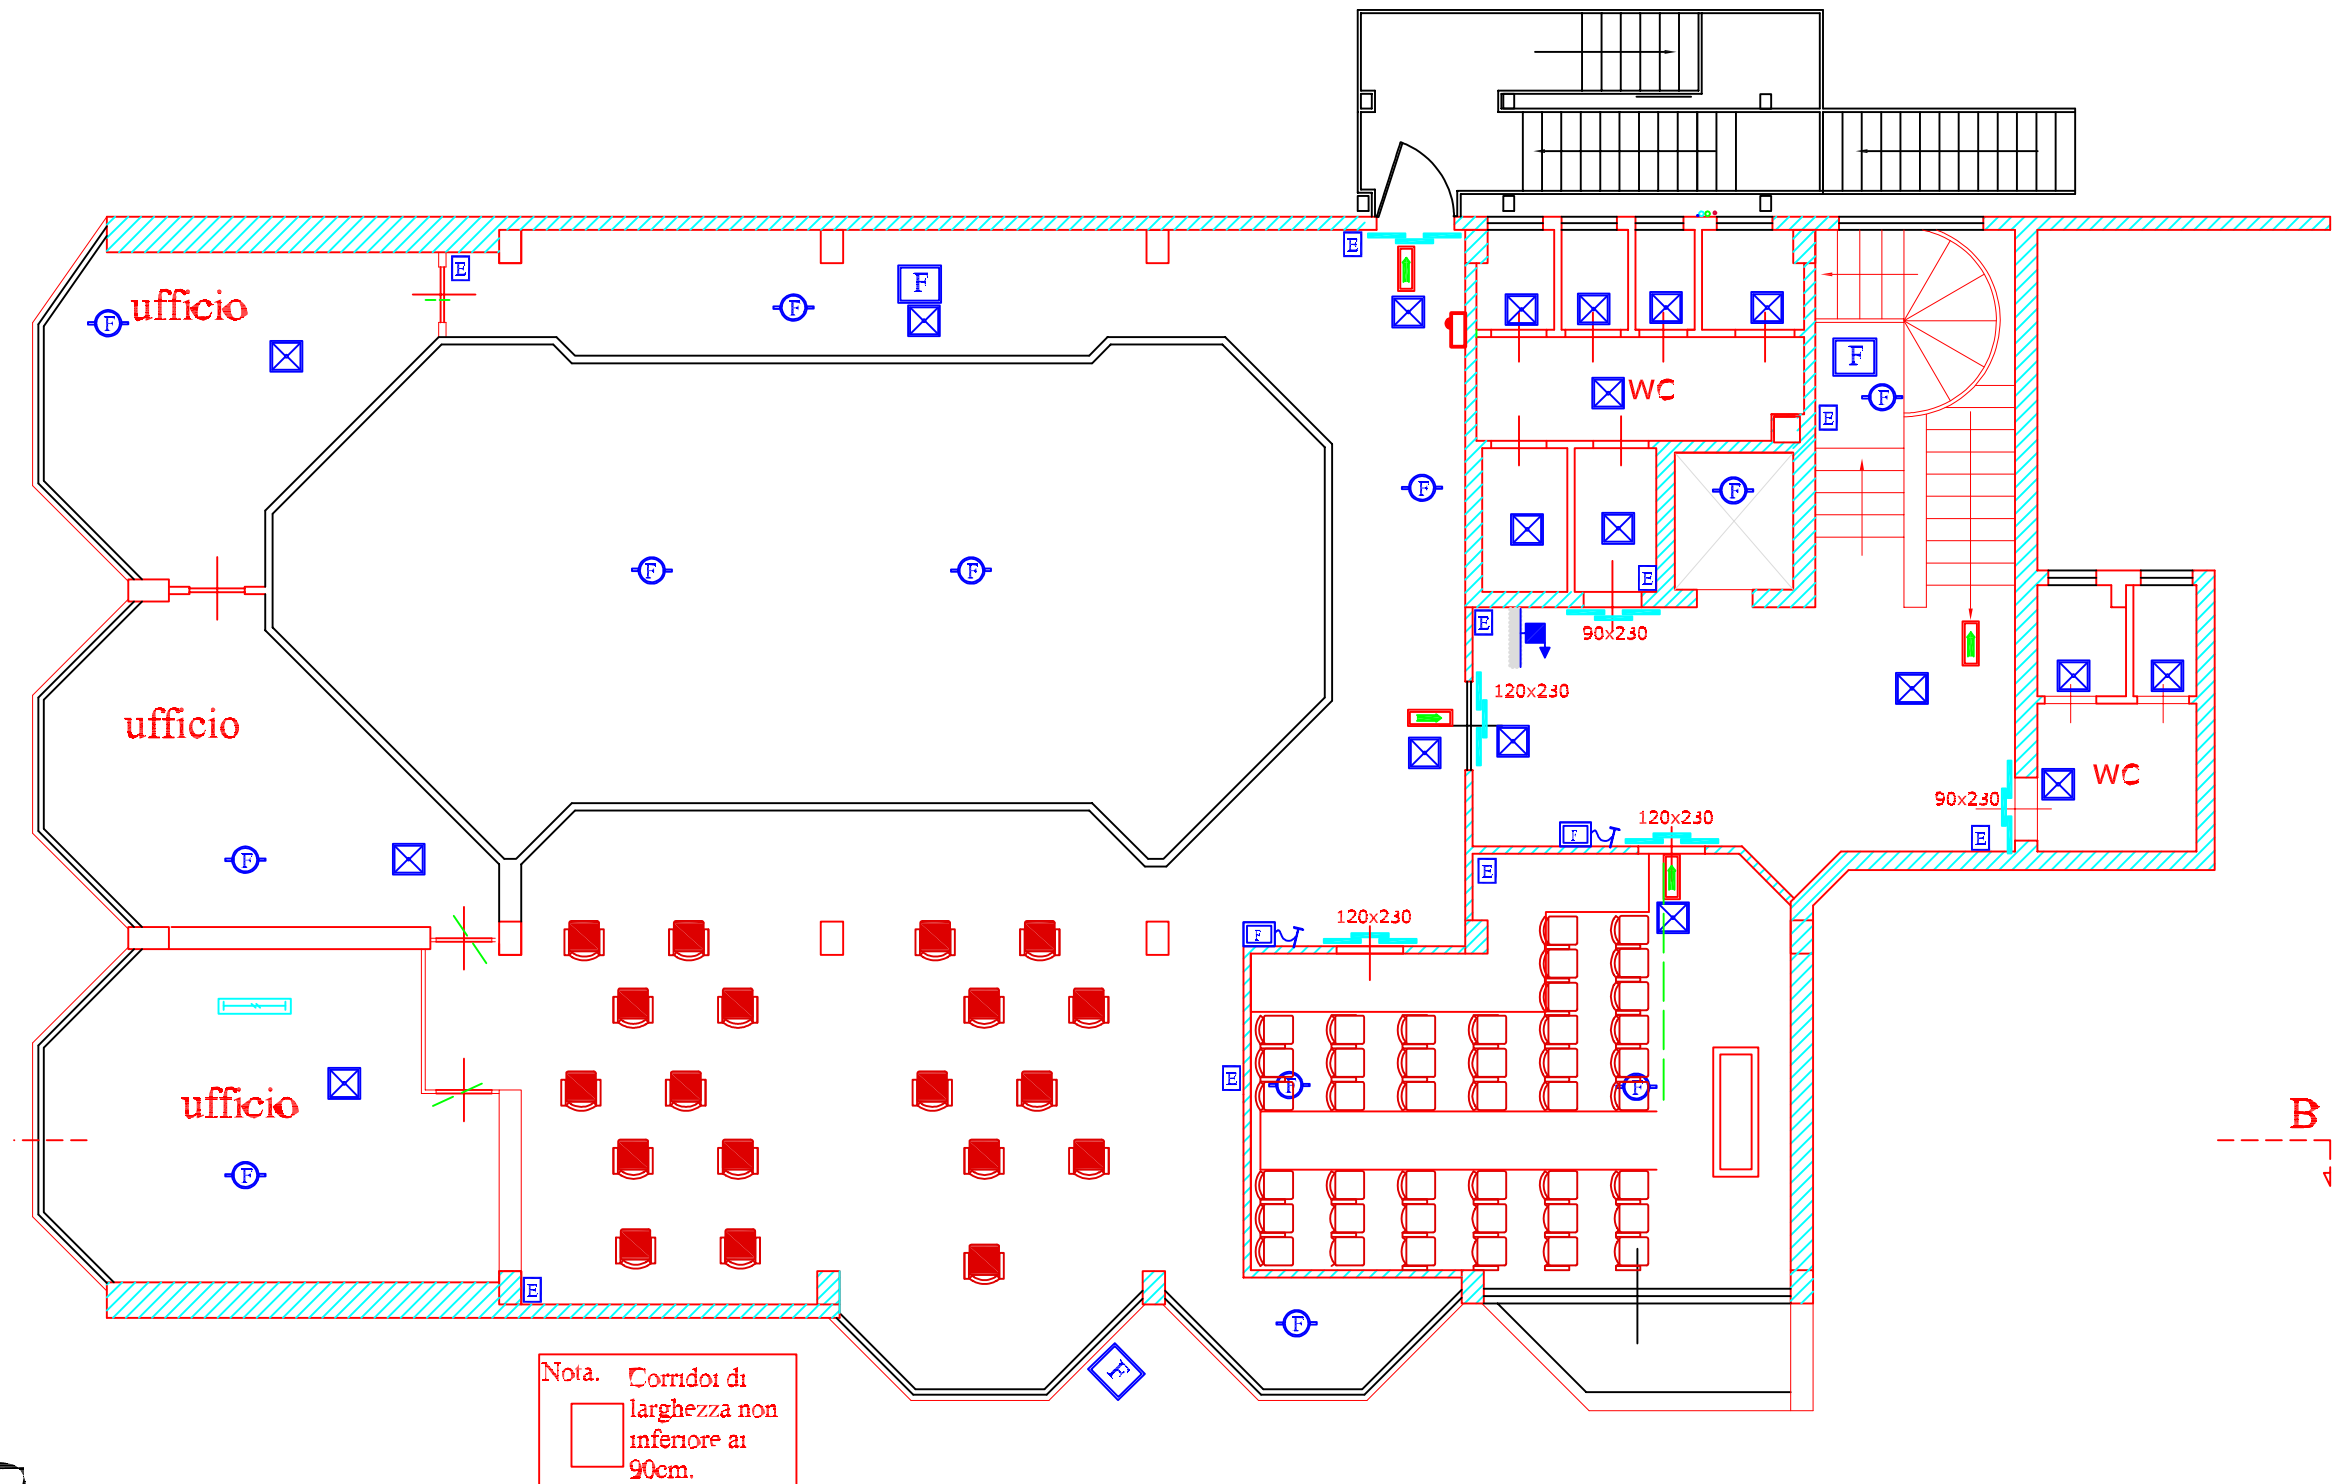 E
E
ufficio
F
F
F
F
F
F
E
WC
F
F
F
F
E
E
90x230
120x230
ufficio
WC
90x230
120x230
F
E
F
E
120x230
F
E
F
F
ufficio
B
F
E
F
F
Nota.
Corridoi di
larghezza non
inferiore ai
90cm.